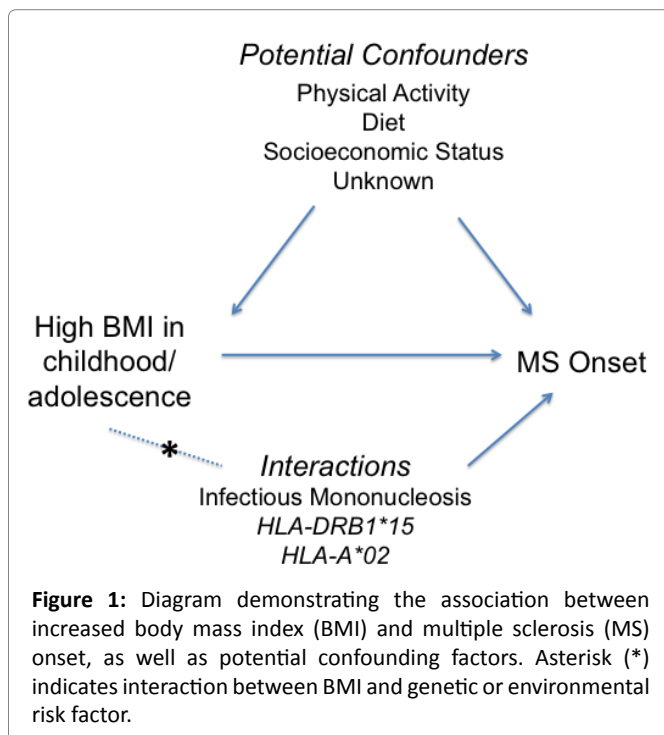 Potential Confounders
Physical Activity
Diet
Socioeconomic Status
Unknown
High BMI in
childhood/
adolescence
MS Onset
*
Interactions
Infectious Mononucleosis
HLA-DRB1*15
HLA-A*02
Figure 1: Diagram demonstrating the association between
increased body mass index (BMI) and multiple sclerosis (MS)
onset, as well as potential confounding factors. Asterisk (*)
indicates interaction between BMI and genetic or environmental
risk factor.